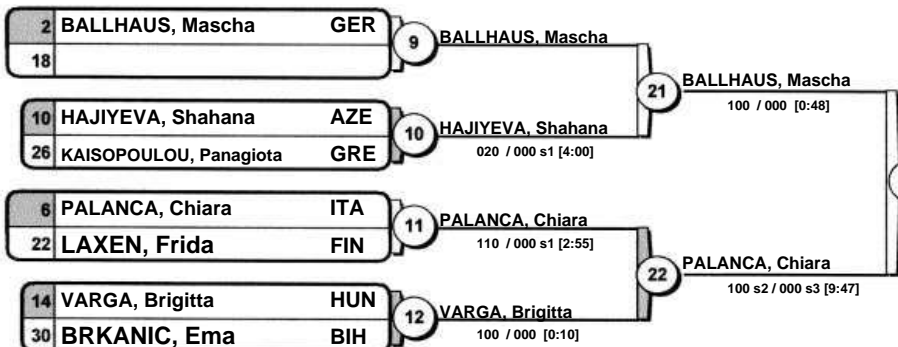 2 BALLHAUS, Mascha GER
18
9
BALLHAUS, Mascha
21
BALLHAUS, Mascha
100 / 000 [0:48]
10 HAJIYEVA, Shahana AZE
26 KAISOPOULOU, Panagiota GRE
10
HAJIYEVA, Shahana
020 / 000 s1 [4:00]
6 PALANCA, Chiara ITA
22 LAXEN, Frida FIN
11
PALANCA, Chiara
110 / 000 s1 [2:55]
22
PALANCA, Chiara
100 s2 / 000 s3 [9:47]
14 VARGA, Brigitta HUN
30 BRKANIC, Ema BIH
12
VARGA, Brigitta
100 / 000 [0:10]